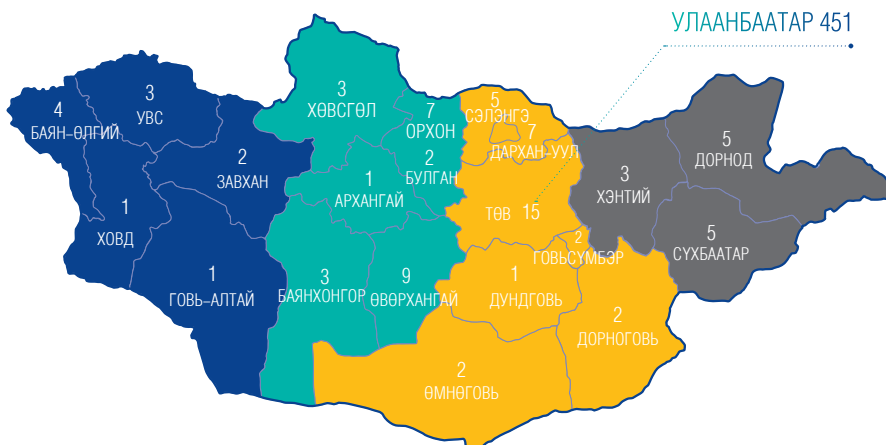 УЛААНБААТАР 451
4
БАЯН-ӨЛГИЙ
3
УВС
2
ЗАВХАН
1
ХОВД
1
ГОВЬ-АЛТАЙ
3
ХӨВСГӨЛ
7
ОРХОН
2
БУЛГАН
1
АРХАНГАЙ
3
БАЯНХОНГОР
9
ӨВӨРХАНГАЙ
5
СЭЛЭНГЭ
7
ДАРХАН-УУЛ
ТӨВ 15
2
ГОВЬСҮМБЭР
1
ДУНДГОВЬ
2
ДОРНОГОВЬ
2
ӨМНӨГОВЬ
3
ХЭНТИЙ
5
ДОРНОД
5
СҮХБААТАР